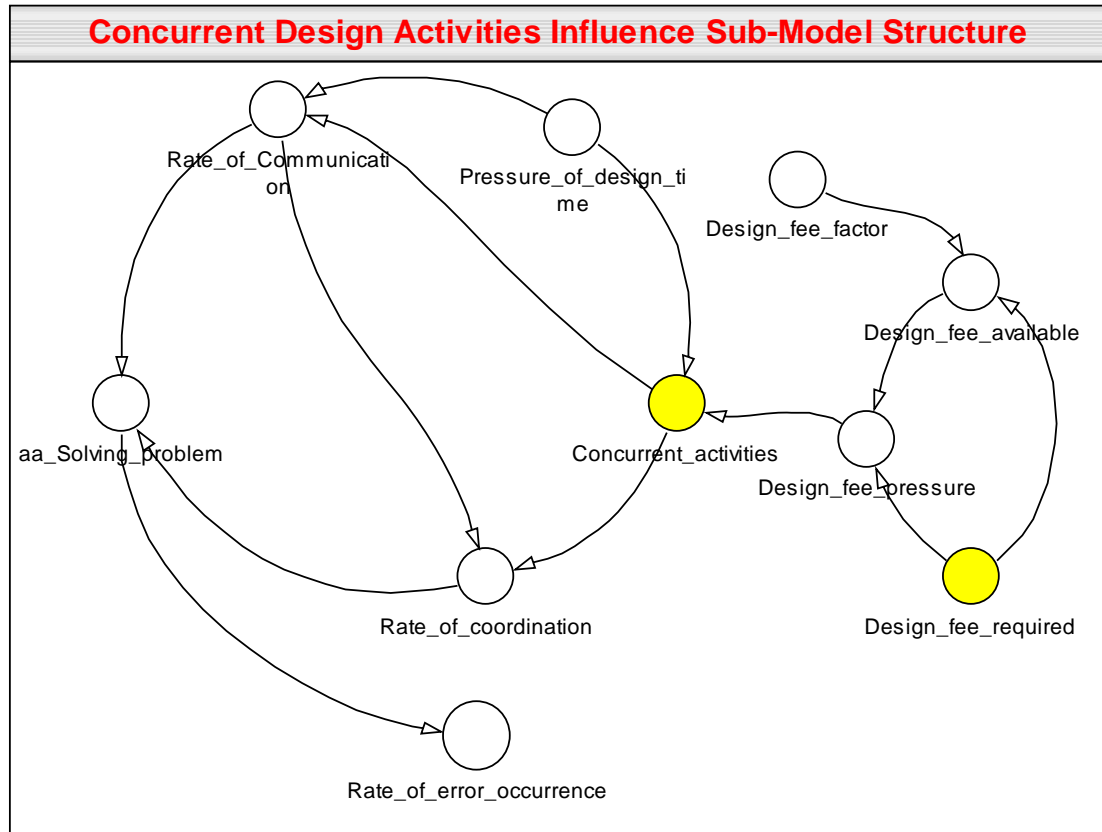 Concurrent Design Activities Influence Sub-Model Structure
Rate_of_Communicati
on
Pressure_of_design_ti
me
Design_fee_factor
Design_fee_available
aa_Solving_problem
Concurrent_activities
Design_fee_pressure
Rate_of_coordination
Design_fee_required
Rate_of_error_occurrence